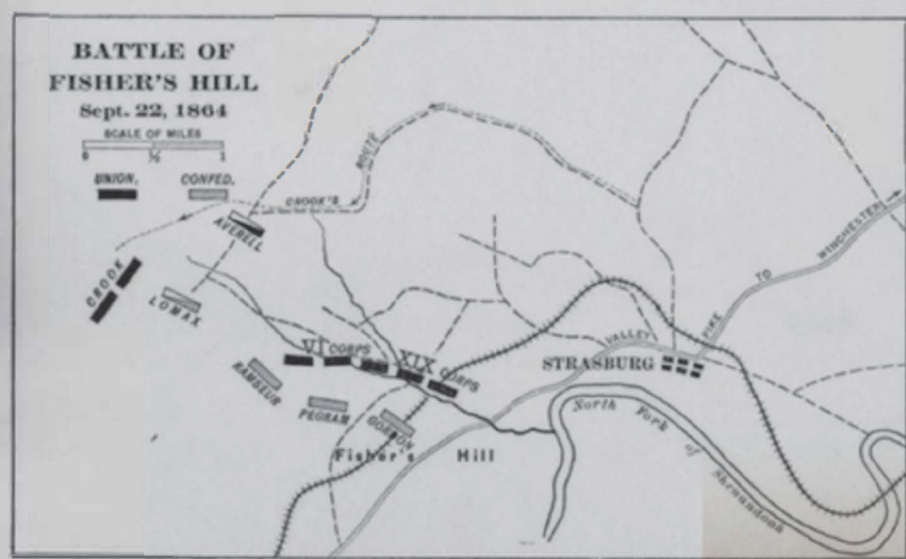 BATTLE OF
FISHER'S HILL
Sept. 22, 1864
SCALE OF MILES
0 ½ 1
UNION. CONFED.
CROOK'S ROUTE
AVERELL
CROOK
LOMAX
VI CORPS
XIX CORPS
RAMSEUR
PEGRAM
GORDON
Fisher's Hill
STRASBURG
VALLEY PIKE TO WINCHESTER
North Fork of Shenandoah